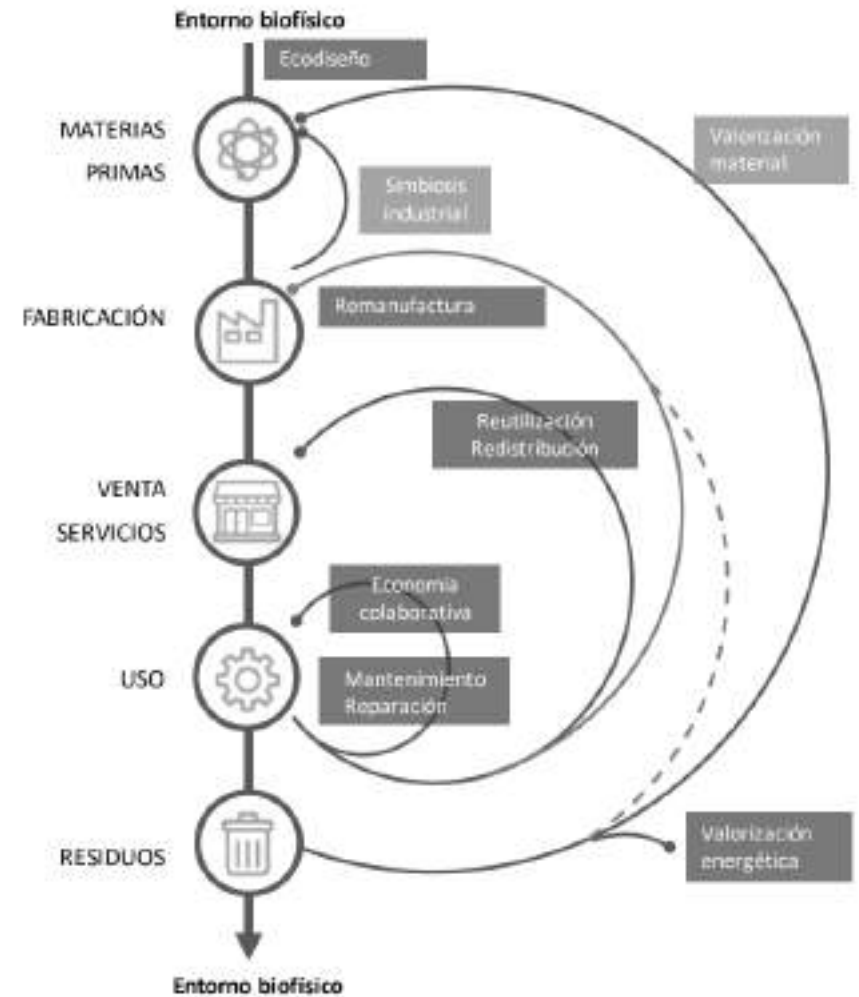 Entorno biofísico
Ecodiseño
MATERIAS
PRIMAS
Valorización
material
Simbiosis
industrial
FABRICACIÓN
Remanufactura
Reutilización
Redistribución
VENTA
SERVICIOS
Economía
colaborativa
USO
Mantenimiento
Reparación
RESIDUOS
Valorización
energética
Entorno biofísico